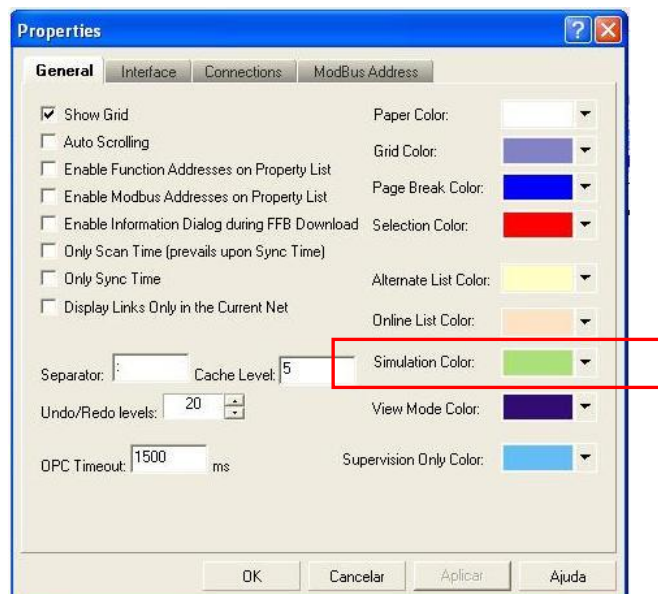 Properties
General Interface Connections ModBus Address
Show Grid
Auto Scrolling
Enable Function Addresses on Property List
Enable Modbus Addresses on Property List
Enable Information Dialog during FFB Download
Only Scan Time (prevails upon Sync Time)
Only Sync Time
Display Links Only in the Current Net
Separator: : Cache Level: 5
Undo/Redo levels: 20
OPC Timeout: 1500 ms
Paper Color:
Grid Color:
Page Break Color:
Selection Color:
Alternate List Color:
Online List Color:
Simulation Color:
View Mode Color:
Supervision Only Color:
OK Cancelar Aplicar Ajuda